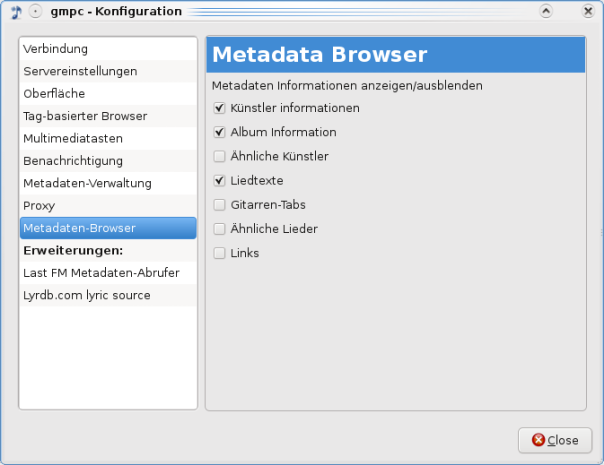 gmpc - Konfiguration
Verbindung
Servereinstellungen
Oberfläche
Tag-basierter Browser
Multimediatasten
Benachrichtigung
Metadaten-Verwaltung
Proxy
Metadaten-Browser
Erweiterungen:
Last FM Metadaten-Abrufer
Lyrdb.com lyric source
Metadata Browser
Metadaten Informationen anzeigen/ausblenden
Künstler informationen
Album Information
Ähnliche Künstler
Liedtexte
Gitarren-Tabs
Ähnliche Lieder
Links
Close